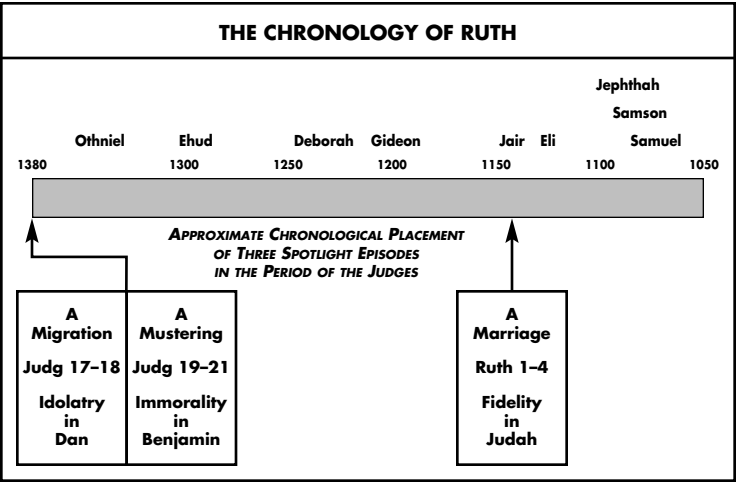 THE CHRONOLOGY OF RUTH
Jephthah
Samson
Othniel Ehud Deborah Gideon Jair Eli Samuel
1380 1300 1250 1200 1150 1100 1050
APPROXIMATE CHRONOLOGICAL PLACEMENT
OF THREE SPOTLIGHT EPISODES
IN THE PERIOD OF THE JUDGES
A
Migration
Judg 17–18
Idolatry
in
Dan
A
Mustering
Judg 19–21
Immorality
in
Benjamin
A
Marriage
Ruth 1–4
Fidelity
in
Judah